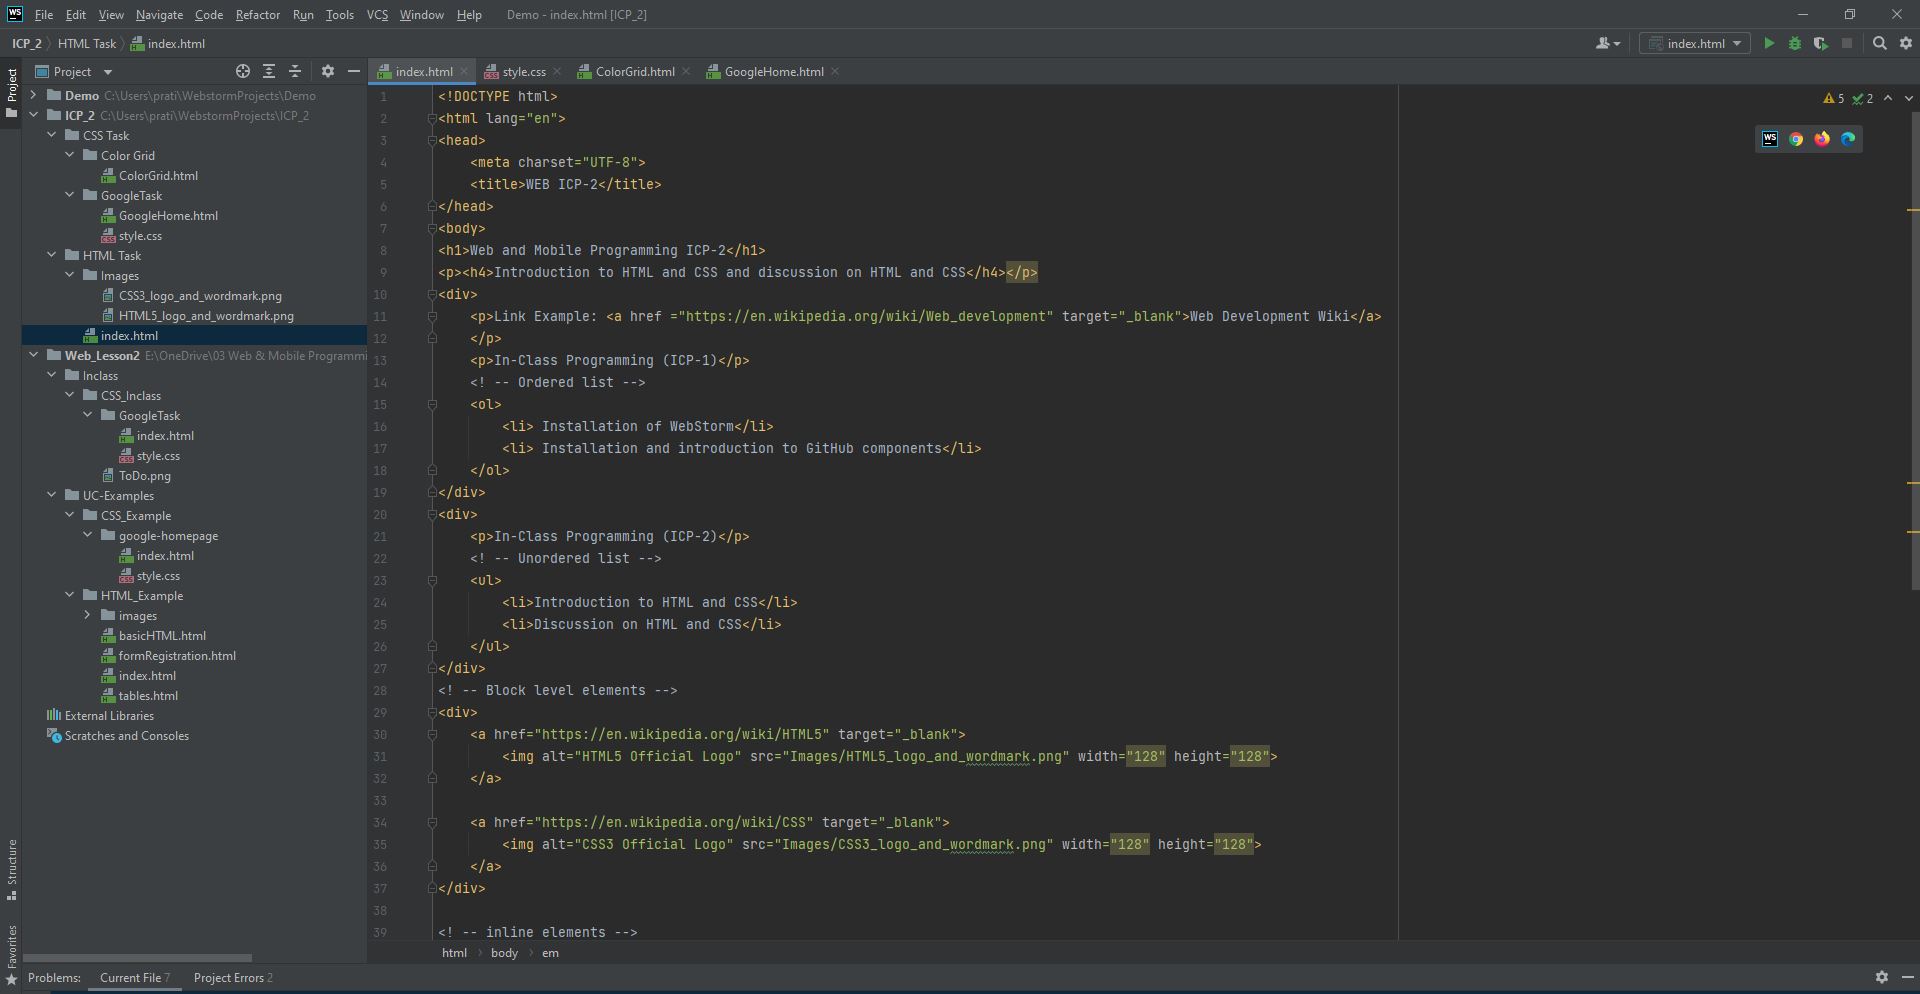 WS File Edit View Navigate Code Refactor Run Tools VCS Window Help Demo - index.html [ICP_2]
ICP_2 HTML Task index.html
index.html
Project
Project
index.html
style.css
ColorGrid.html
GoogleHome.html
Demo C:\Users\prati\WebstormProjects\Demo
ICP_2 C:\Users\prati\WebstormProjects\ICP_2
CSS Task
Color Grid
ColorGrid.html
GoogleTask
GoogleHome.html
style.css
HTML Task
Images
CSS3_logo_and_wordmark.png
HTML5_logo_and_wordmark.png
index.html
Web_Lesson2 E:\OneDrive\03 Web & Mobile Programmi
Inclass
CSS_Inclass
GoogleTask
index.html
style.css
ToDo.png
UC-Examples
CSS_Example
google-homepage
index.html
style.css
HTML_Example
images
basicHTML.html
formRegistration.html
index.html
tables.html
External Libraries
Scratches and Consoles
Structure
Favorites
5 2
WS
1 <!DOCTYPE html>
2 <html lang="en">
3 <head>
4 <meta charset="UTF-8">
5 <title>WEB ICP-2</title>
6 </head>
7 <body>
8 <h1>Web and Mobile Programming ICP-2</h1>
9 <p><h4>Introduction to HTML and CSS and discussion on HTML and CSS</h4></p>
10 <div>
11 <p>Link Example: <a href ="https://en.wikipedia.org/wiki/Web_development" target="_blank">Web Development Wiki</a>
12 </p>
13 <p>In-Class Programming (ICP-1)</p>
14 <! -- Ordered list -->
15 <ol>
16 <li> Installation of WebStorm</li>
17 <li> Installation and introduction to GitHub components</li>
18 </ol>
19 </div>
20 <div>
21 <p>In-Class Programming (ICP-2)</p>
22 <! -- Unordered list -->
23 <ul>
24 <li>Introduction to HTML and CSS</li>
25 <li>Discussion on HTML and CSS</li>
26 </ul>
27 </div>
28 <! -- Block level elements -->
29 <div>
30 <a href="https://en.wikipedia.org/wiki/HTML5" target="_blank">
31 <img alt="HTML5 Official Logo" src="Images/HTML5_logo_and_wordmark.png" width="128" height="128">
32 </a>
33
34 <a href="https://en.wikipedia.org/wiki/CSS" target="_blank">
35 <img alt="CSS3 Official Logo" src="Images/CSS3_logo_and_wordmark.png" width="128" height="128">
36 </a>
37 </div>
38
39 <! -- inline elements -->
html body em
Problems: Current File 7 Project Errors 2